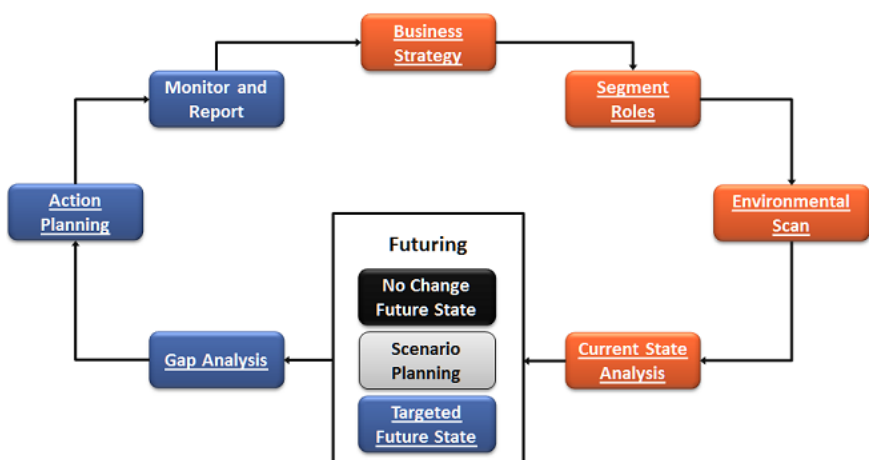 Business
Strategy
Monitor and
Report
Segment
Roles
Action
Planning
Environmental
Scan
Futuring
No Change
Future State
Scenario
Planning
Targeted
Future State
Gap Analysis
Current State
Analysis